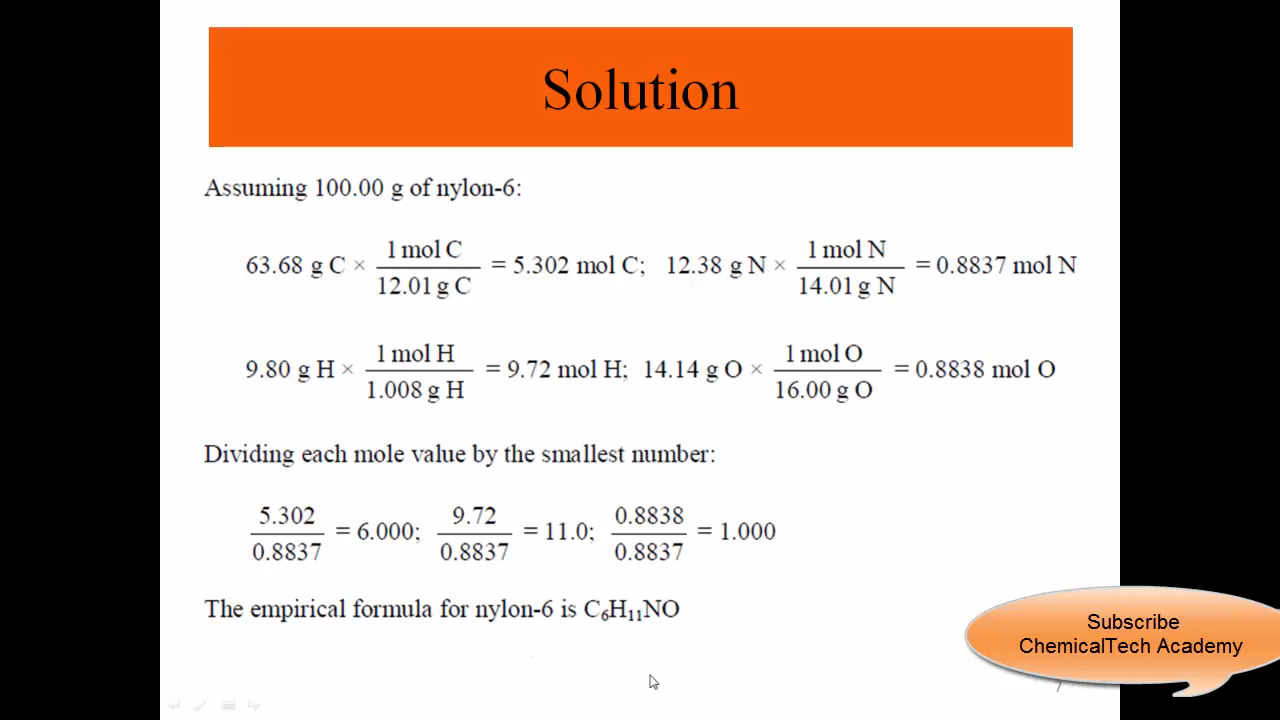 Solution
Assuming 100.00 g of nylon-6:
63.68 g C × 1 mol C / 12.01 g C = 5.302 mol C; 12.38 g N × 1 mol N / 14.01 g N = 0.8837 mol N
9.80 g H × 1 mol H / 1.008 g H = 9.72 mol H; 14.14 g O × 1 mol O / 16.00 g O = 0.8838 mol O
Dividing each mole value by the smallest number:
5.302 / 0.8837 = 6.000; 9.72 / 0.8837 = 11.0; 0.8838 / 0.8837 = 1.000
The empirical formula for nylon-6 is C₆H₁₁NO
Subscribe
ChemicalTech Academy